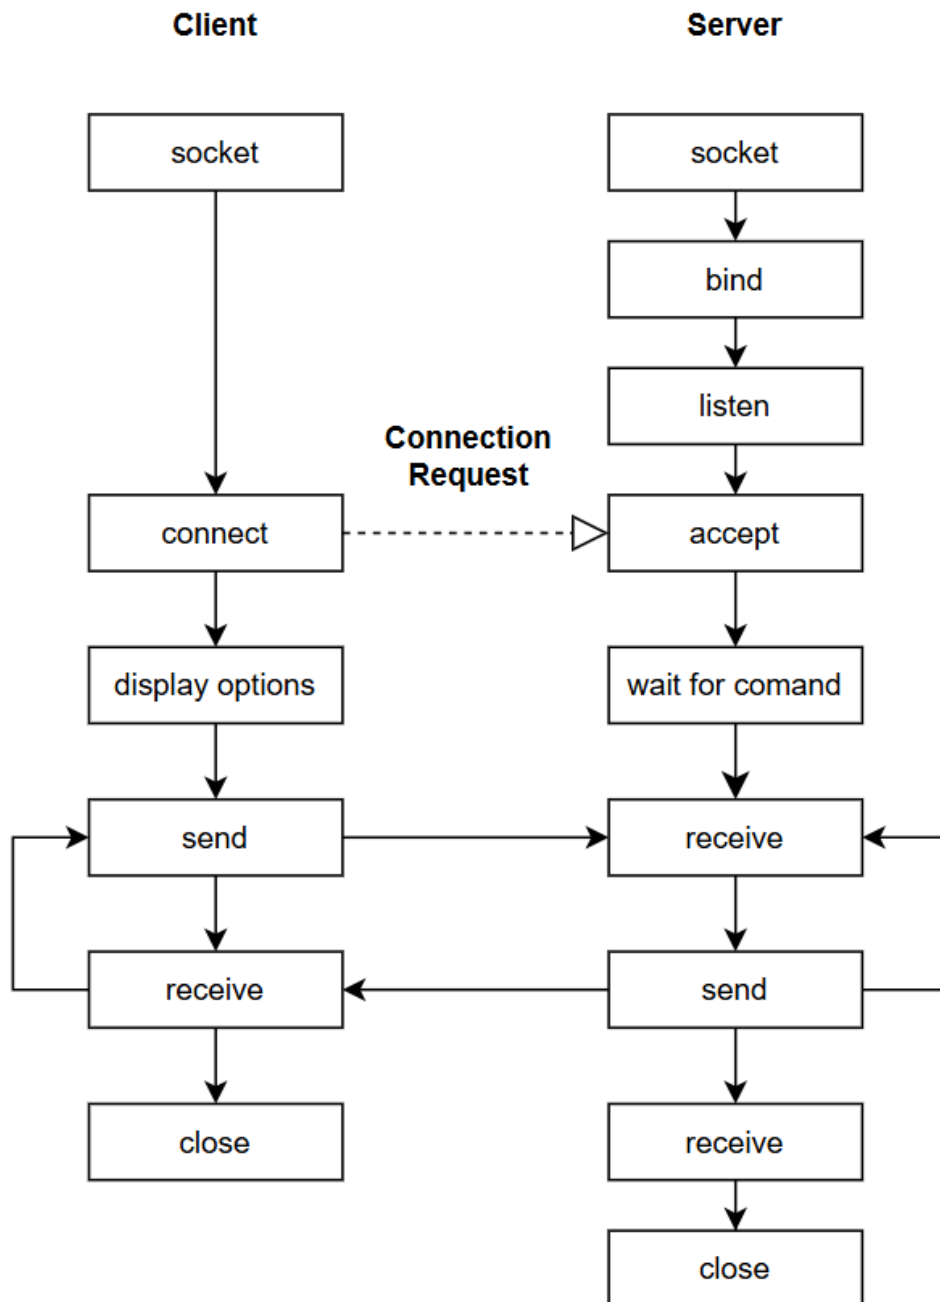 Client
Server
socket
socket
bind
listen
Connection
Request
connect
accept
display options
wait for comand
send
receive
receive
send
close
receive
close